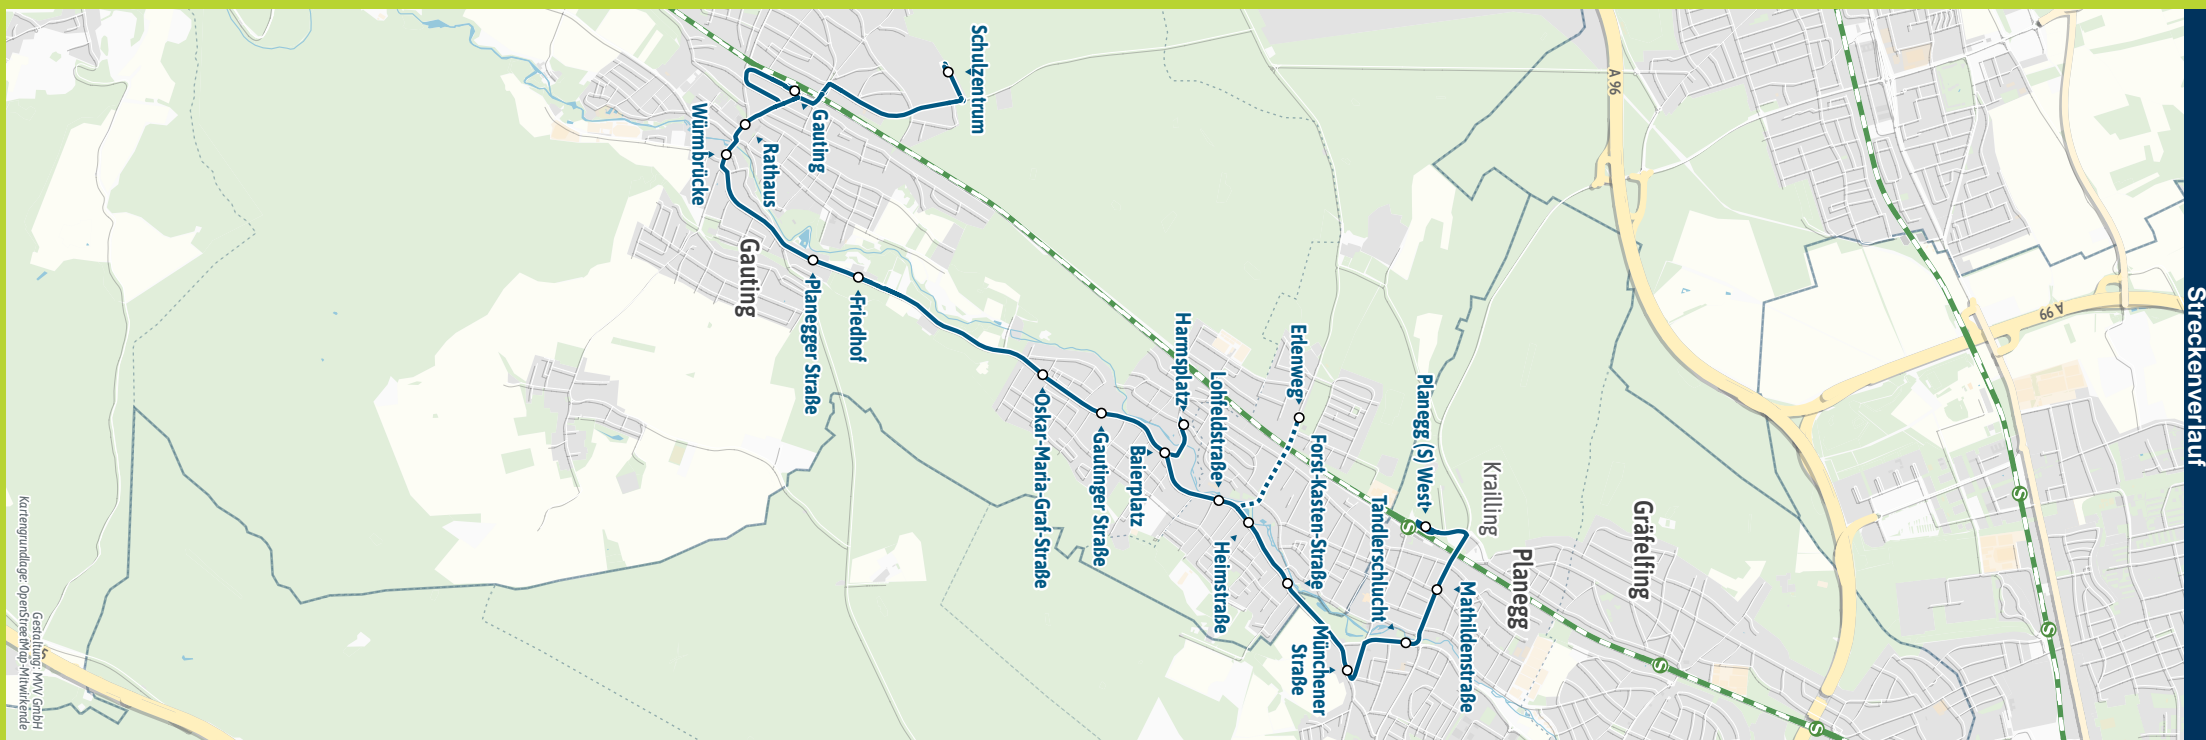 Streckenverlauf
A 96
A 99
Schulzentrum
Gauting
Rathaus
Würmbrücke
Gauting
Planegger Straße
Friedhof
Oskar-Maria-Graf-Straße
Gautinger Straße
Baierplatz
Harmsplatz
Lohfeldstraße
Erlenweg
Heimstraße
Forst-Kasten-Straße
Münchener
Straße
Tandlerschlucht
Mathildenstraße
Planegg (S) West
Krailling
Planegg
Gräfelfing
S
S
S
S
S
Gestaltung: MVV GmbH
Kartengrundlage: OpenStreetMap-Mitwirkende